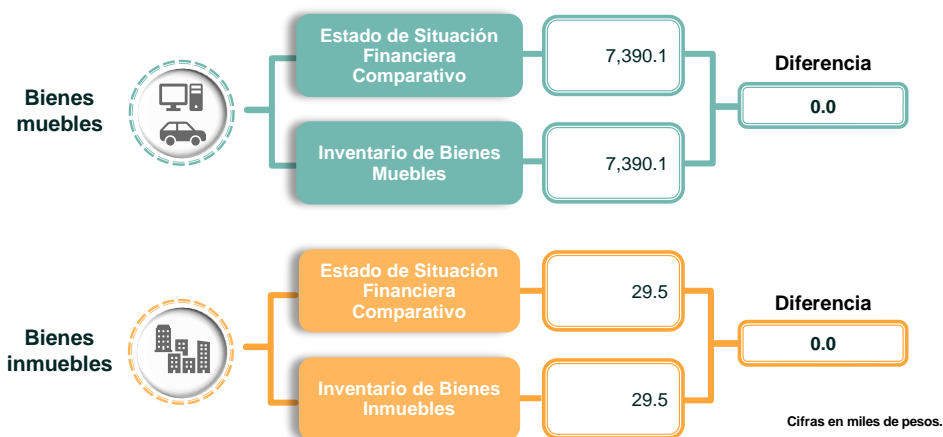 Bienes
muebles
Estado de Situación
Financiera
Comparativo
7,390.1
Inventario de Bienes
Muebles
7,390.1
Diferencia
0.0
Bienes
inmuebles
Estado de Situación
Financiera
Comparativo
29.5
Inventario de Bienes
Inmuebles
29.5
Diferencia
0.0
Cifras en miles de pesos.